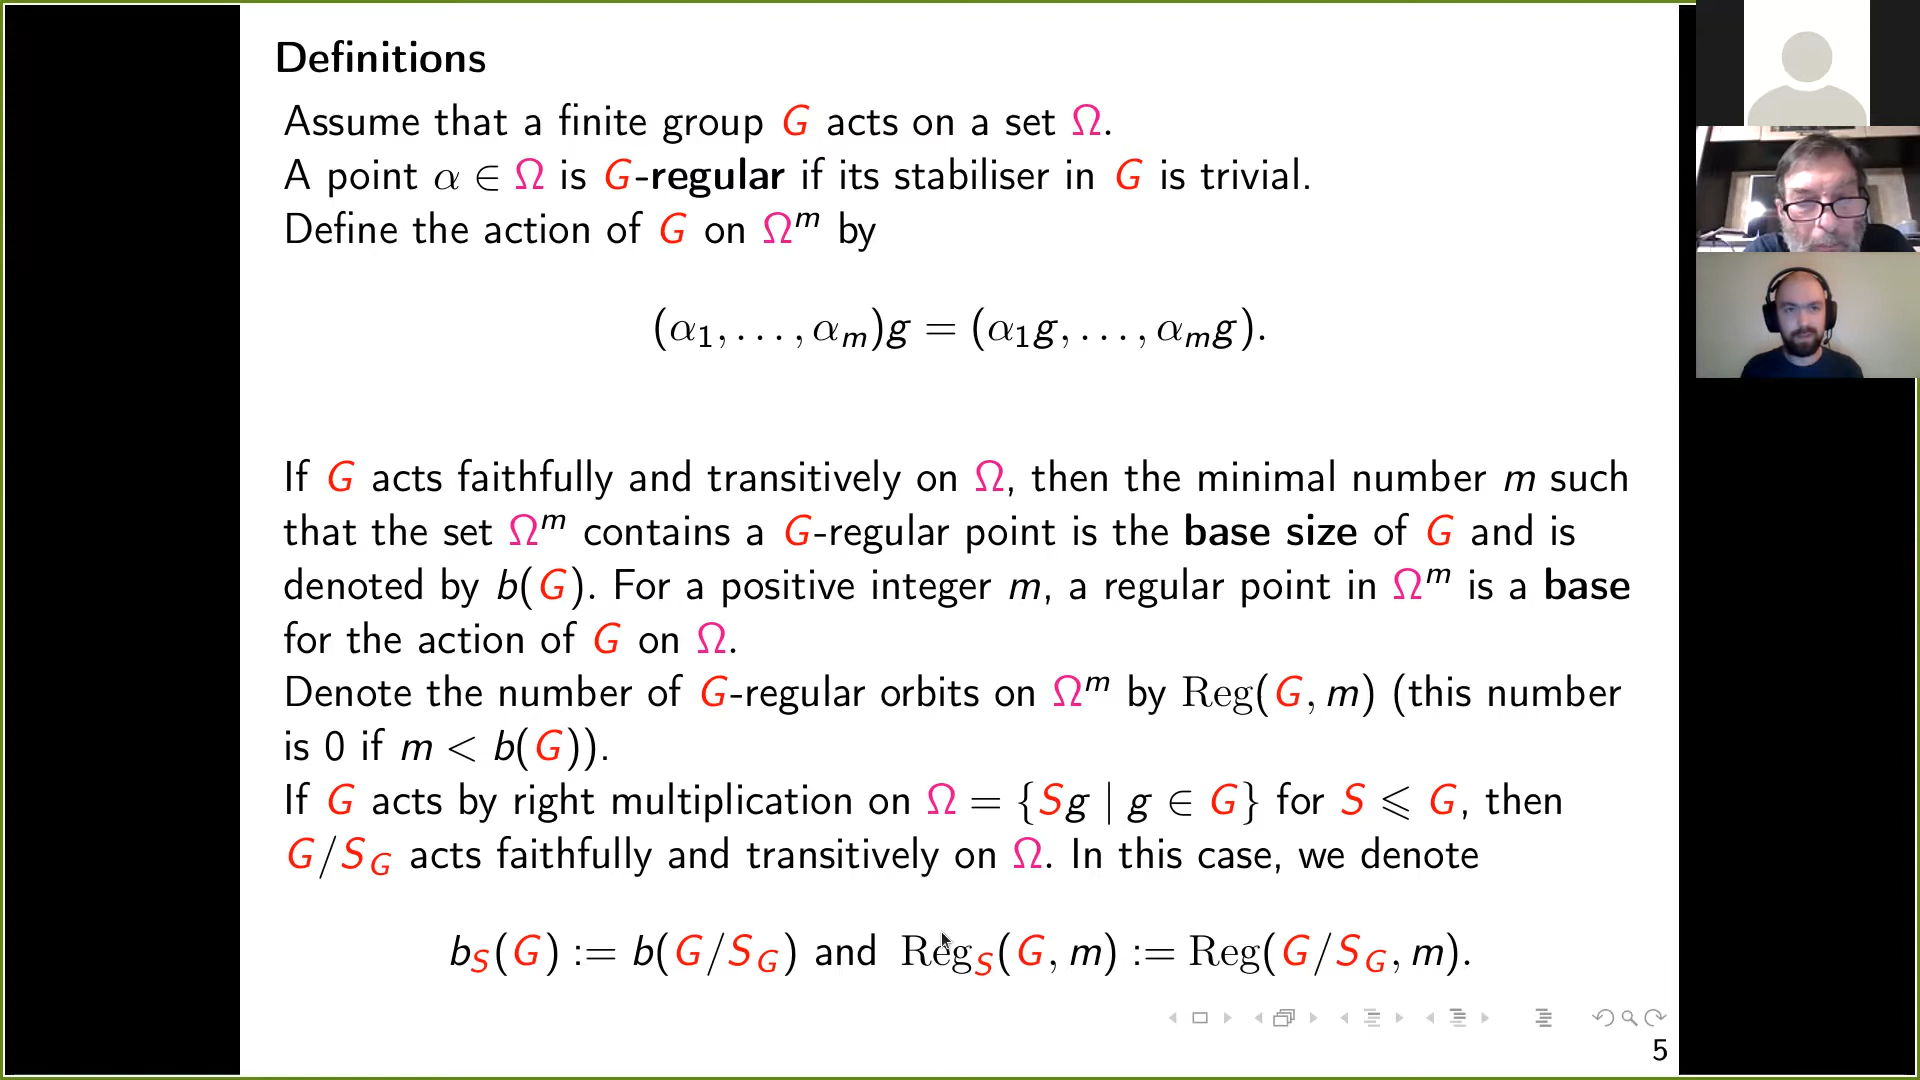 Definitions
Assume that a finite group G acts on a set Ω.
A point α ∈ Ω is G-regular if its stabiliser in G is trivial.
Define the action of G on Ω^m by
(α₁, . . . , α_m)g = (α₁g, . . . , α_mg).
If G acts faithfully and transitively on Ω, then the minimal number m such
that the set Ω^m contains a G-regular point is the base size of G and is
denoted by b(G). For a positive integer m, a regular point in Ω^m is a base
for the action of G on Ω.
Denote the number of G-regular orbits on Ω^m by Reg(G, m) (this number
is 0 if m < b(G)).
If G acts by right multiplication on Ω = {Sg | g ∈ G} for S ⩽ G, then
G/S_G acts faithfully and transitively on Ω. In this case, we denote
b_S(G) := b(G/S_G) and Reg_S(G, m) := Reg(G/S_G, m).
5